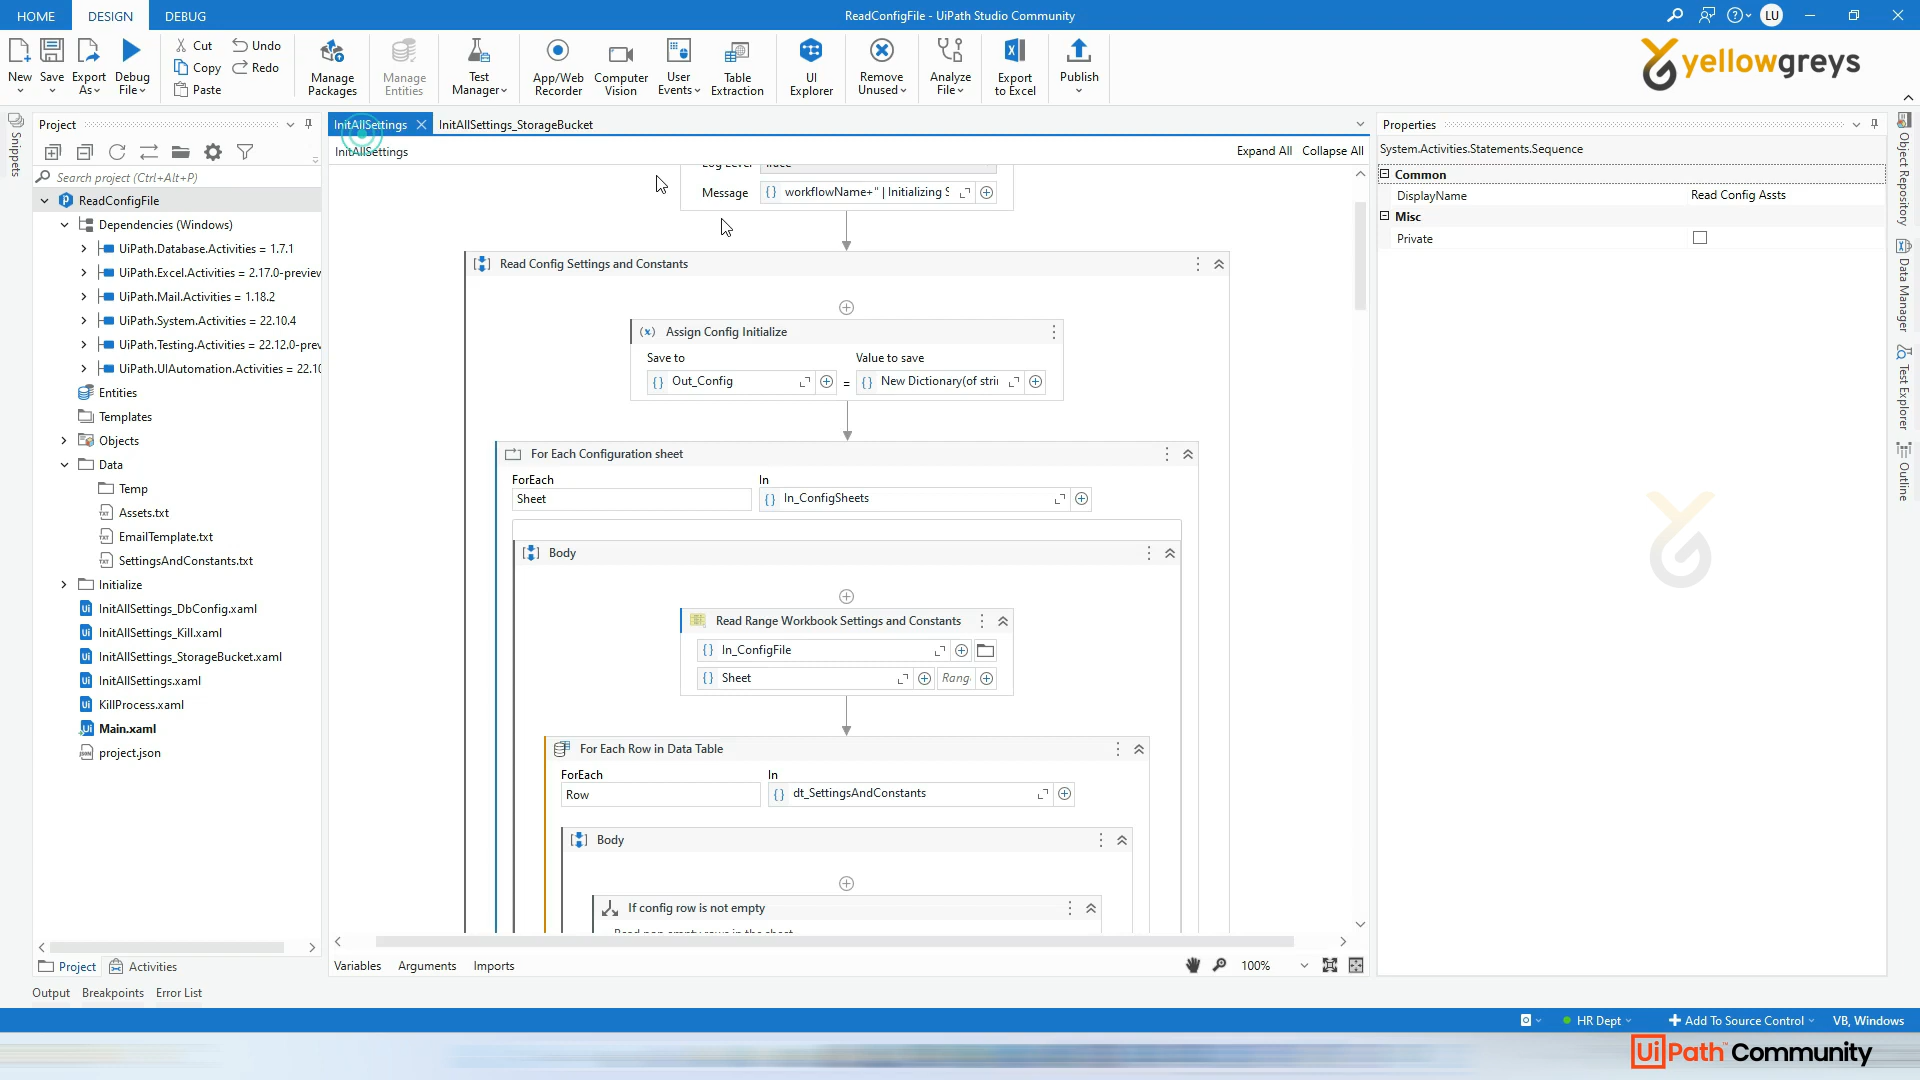 HOME
DESIGN
DEBUG
ReadConfigFile - UiPath Studio Community
LU
New
Save
Export As
Debug File
Cut
Copy
Paste
Undo
Redo
Manage Packages
Manage Entities
Test Manager
App/Web Recorder
Computer Vision
User Events
Table Extraction
UI Explorer
Remove Unused
Analyze File
Export to Excel
Publish
yellowgreys
Snippets
Project
Search project (Ctrl+Alt+P)
ReadConfigFile
Dependencies (Windows)
UiPath.Database.Activities = 1.7.1
UiPath.Excel.Activities = 2.17.0-preview
UiPath.Mail.Activities = 1.18.2
UiPath.System.Activities = 22.10.4
UiPath.Testing.Activities = 22.12.0-prev
UiPath.UIAutomation.Activities = 22.10
Entities
Templates
Objects
Data
Temp
Assets.txt
EmailTemplate.txt
SettingsAndConstants.txt
Initialize
InitAllSettings_DbConfig.xaml
InitAllSettings_Kill.xaml
InitAllSettings_StorageBucket.xaml
InitAllSettings.xaml
KillProcess.xaml
Main.xaml
project.json
Project
Activities
Output
Breakpoints
Error List
InitAllSettings
InitAllSettings_StorageBucket
InitAllSettings
Expand All
Collapse All
Message
workflowName+" | Initializing S
Read Config Settings and Constants
Assign Config Initialize
Save to
Value to save
Out_Config
=
New Dictionary(of stri
For Each Configuration sheet
ForEach
In
Sheet
In_ConfigSheets
Body
Read Range Workbook Settings and Constants
In_ConfigFile
Sheet
Rang
For Each Row in Data Table
ForEach
In
Row
dt_SettingsAndConstants
Body
If config row is not empty
Variables
Arguments
Imports
100%
Properties
System.Activities.Statements.Sequence
Common
DisplayName
Read Config Assts
Misc
Private
Object Repository
Data Manager
Test Explorer
Outline
HR Dept
Add To Source Control
VB, Windows
UiPath™ Community